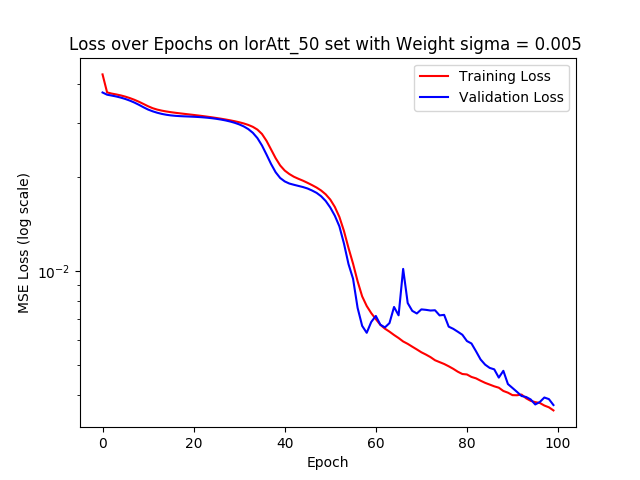 Loss over Epochs on lorAtt_50 set with Weight sigma = 0.005
Training Loss
Validation Loss
MSE Loss (log scale)
10⁻²
0 20 40 60 80 100
Epoch